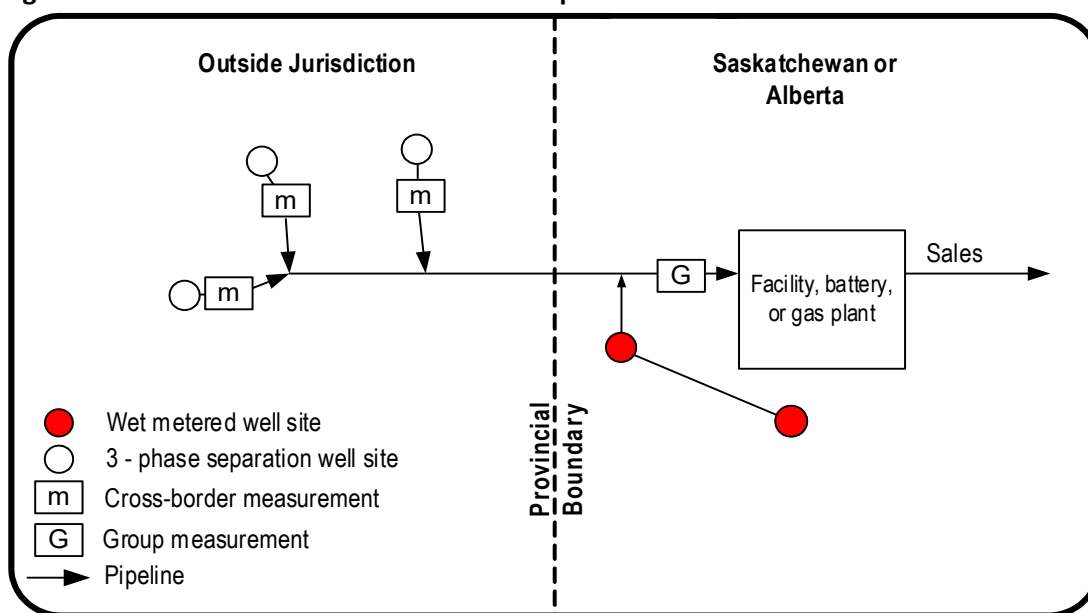 Outside Jurisdiction
Saskatchewan or
Alberta
m
m
m
G
Sales
Facility, battery,
or gas plant
Provincial
Boundary
Wet metered well site
3 - phase separation well site
m Cross-border measurement
G Group measurement
Pipeline